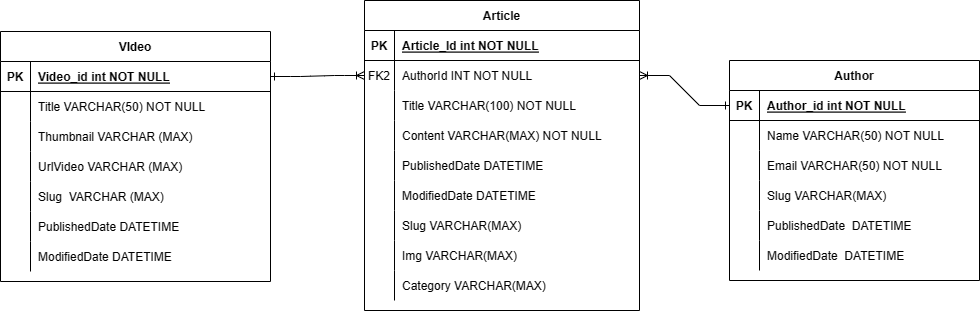 VIdeo
PK Video_id int NOT NULL
Title VARCHAR(50) NOT NULL
Thumbnail VARCHAR (MAX)
UrlVideo VARCHAR (MAX)
Slug  VARCHAR (MAX)
PublishedDate DATETIME
ModifiedDate DATETIME
Article
PK Article_Id int NOT NULL
FK2 AuthorId INT NOT NULL
Title VARCHAR(100) NOT NULL
Content VARCHAR(MAX) NOT NULL
PublishedDate DATETIME
ModifiedDate DATETIME
Slug VARCHAR(MAX)
Img VARCHAR(MAX)
Category VARCHAR(MAX)
Author
PK Author_id int NOT NULL
Name VARCHAR(50) NOT NULL
Email VARCHAR(50) NOT NULL
Slug VARCHAR(MAX)
PublishedDate  DATETIME
ModifiedDate  DATETIME